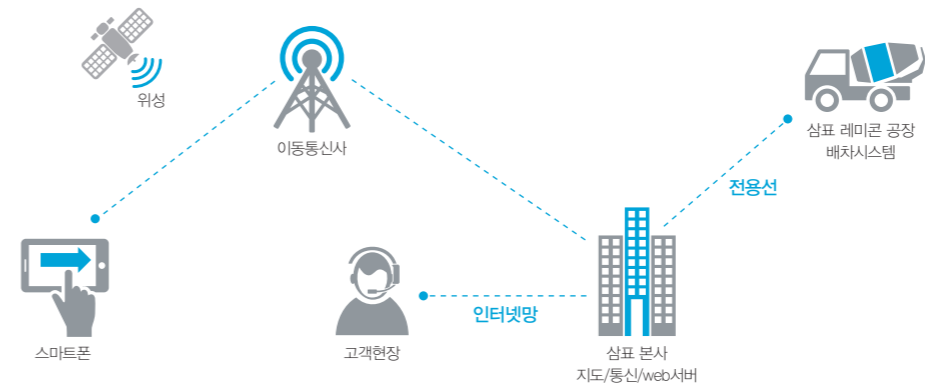 위성
이동통신사
삼표 레미콘 공장
배차시스템
전용선
인터넷망
스마트폰
고객현장
삼표 본사
지도/통신/web서버